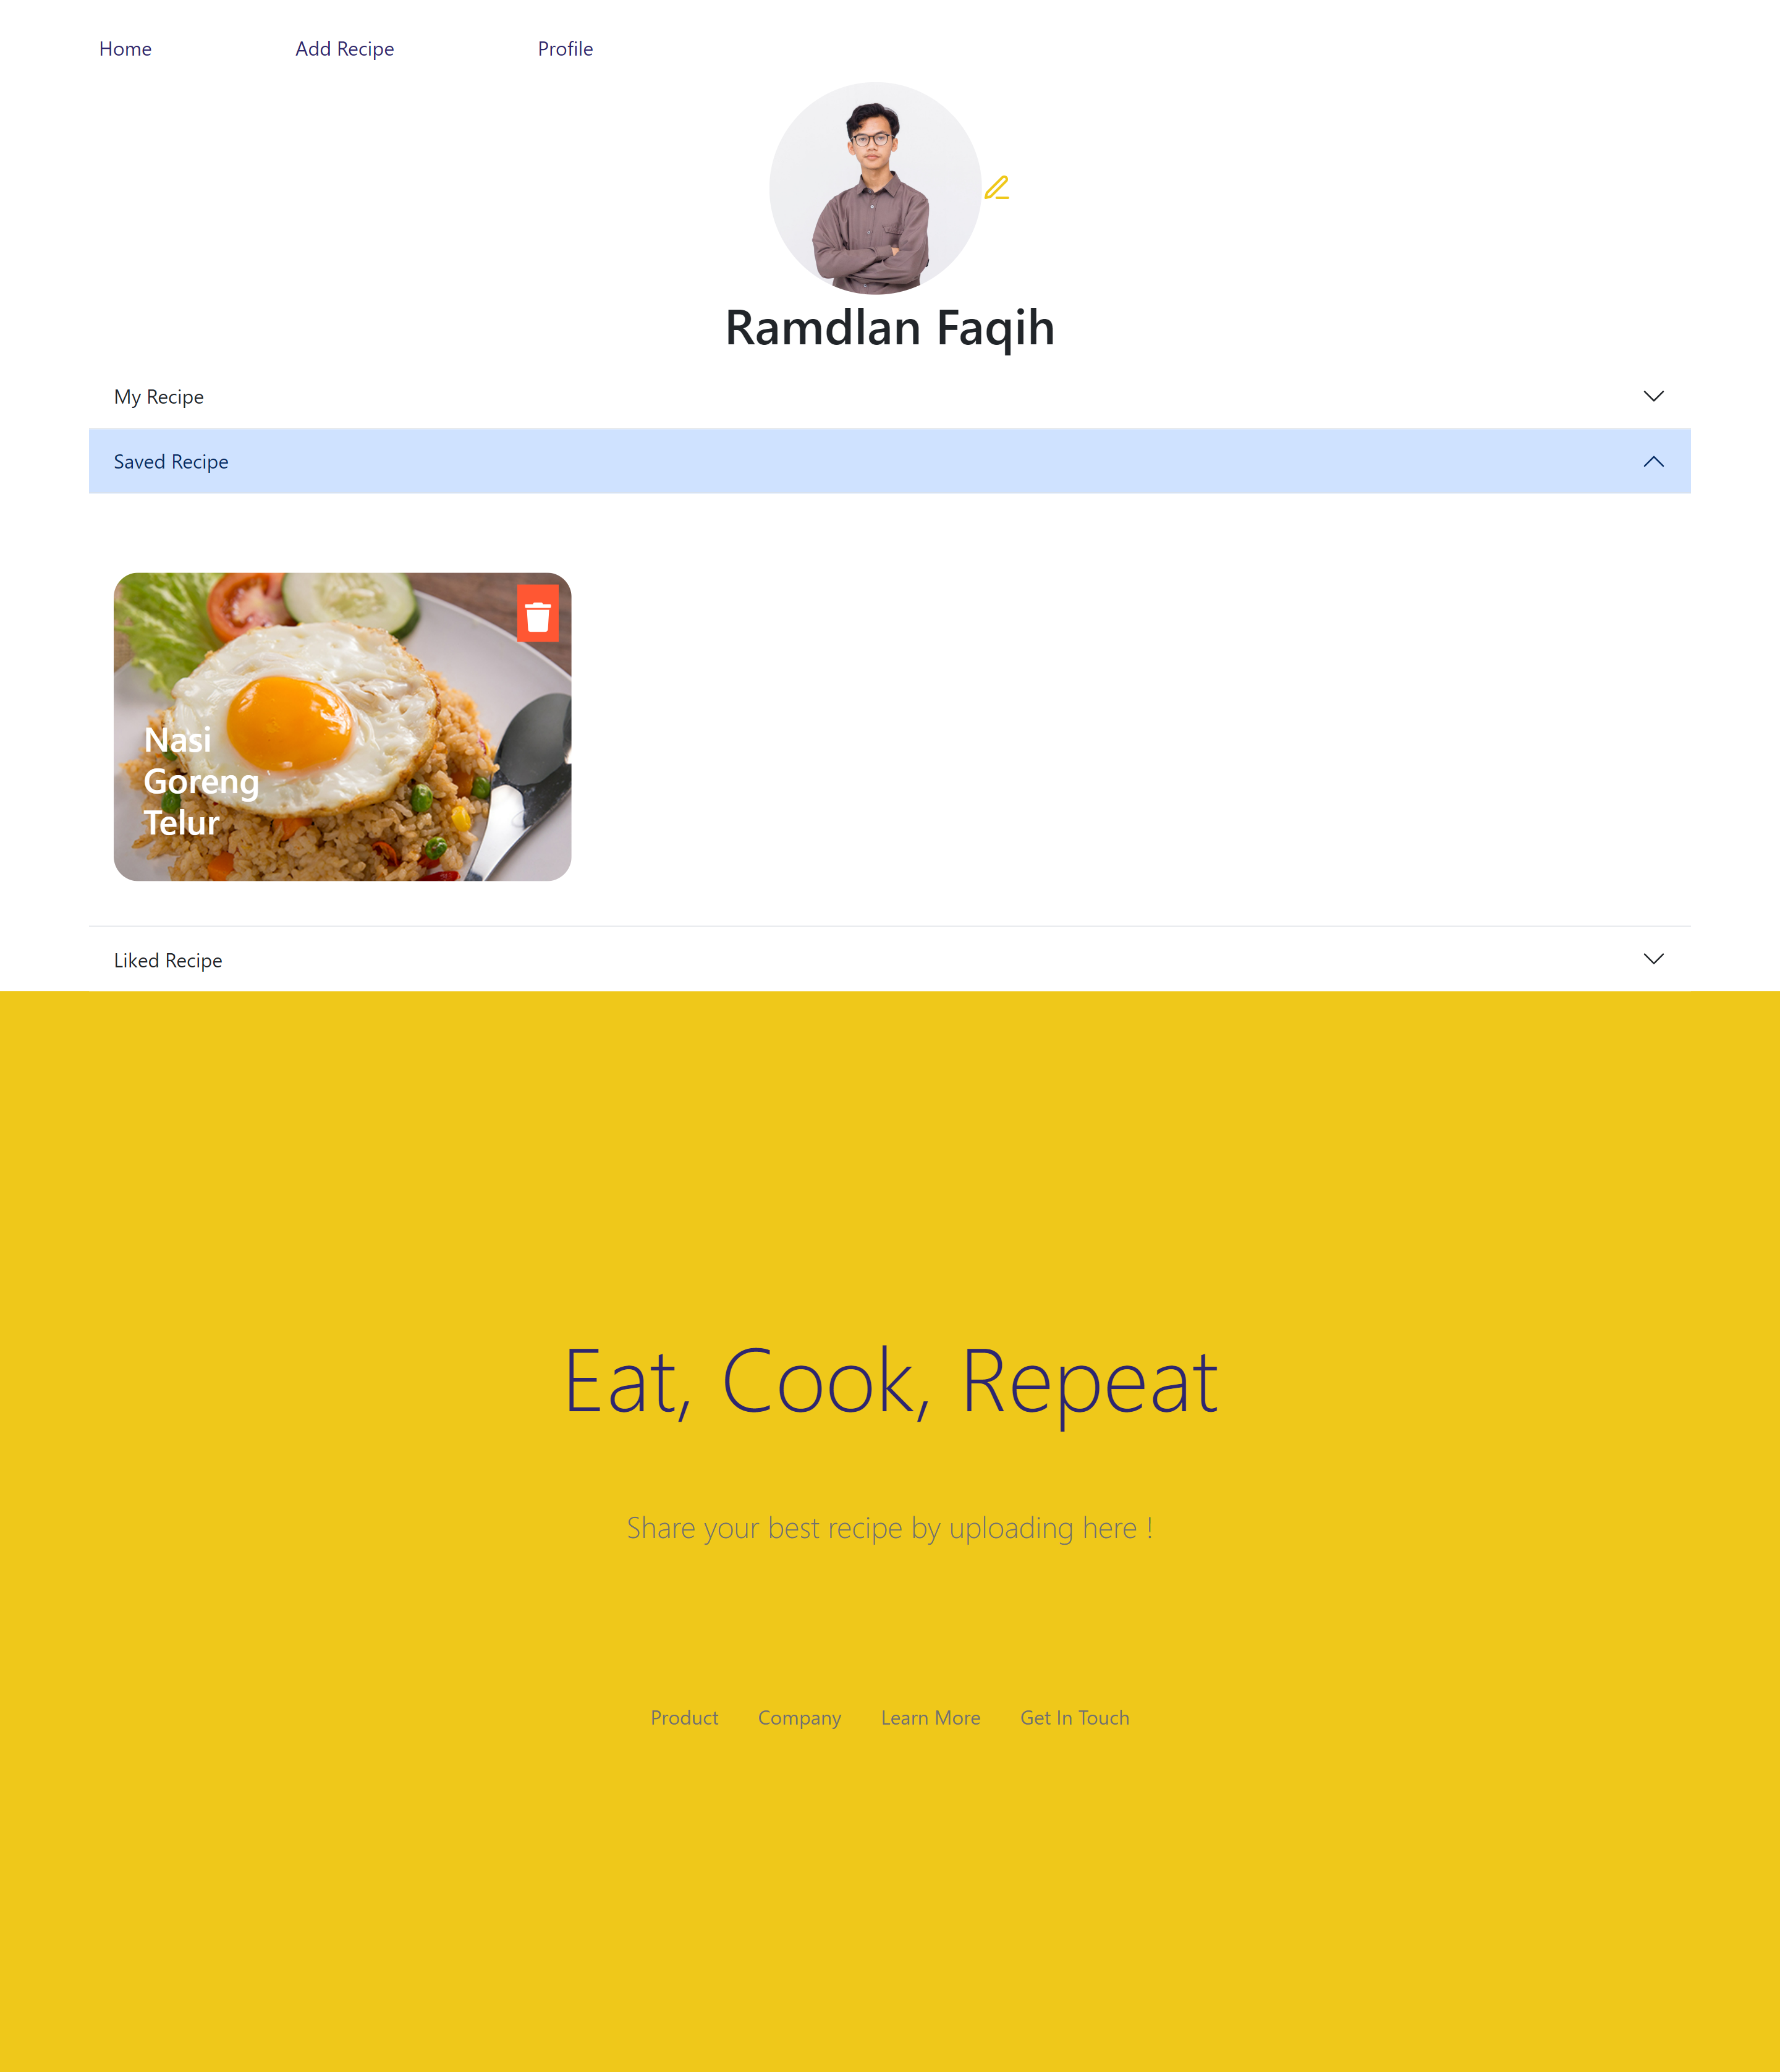 Home Add Recipe Profile
Ramdlan Faqih
My Recipe
Saved Recipe
Nasi
Goreng
Telur
Liked Recipe
Eat, Cook, Repeat
Share your best recipe by uploading here !
Product Company Learn More Get In Touch